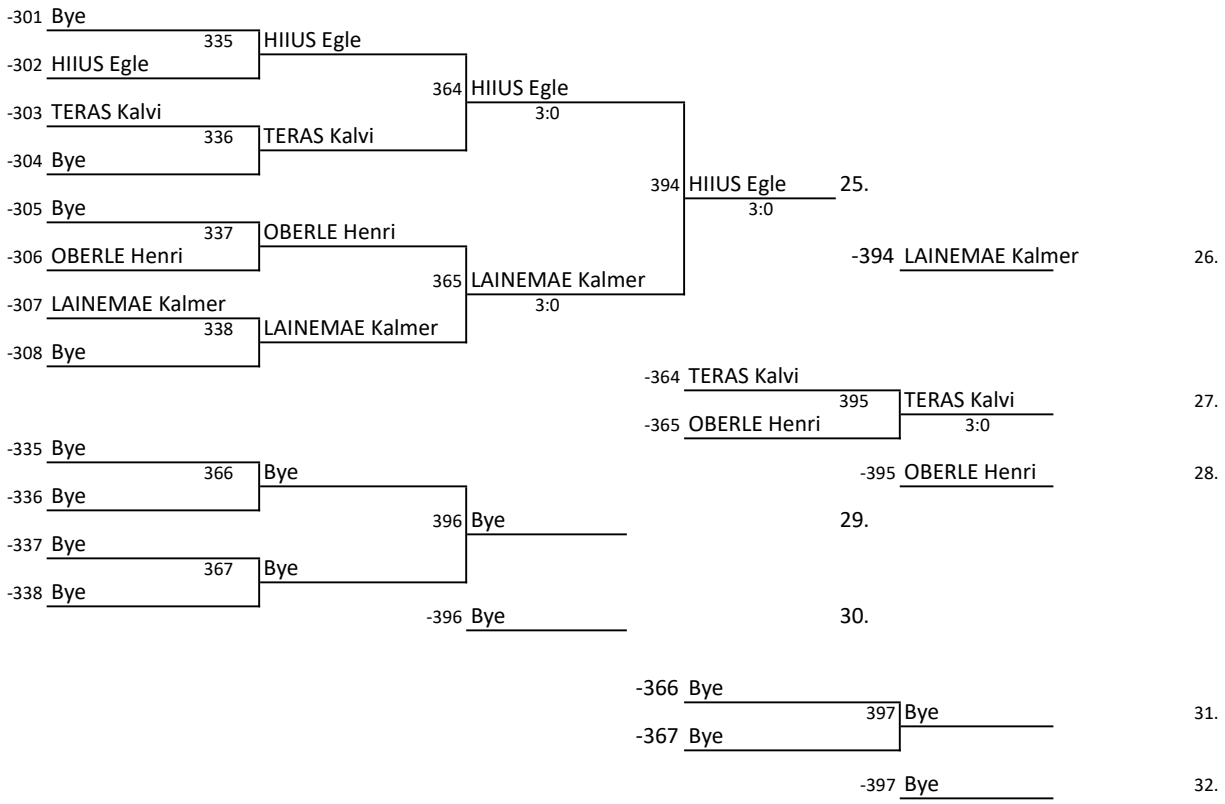 -301 Bye
335 HIIUS Egle
-302 HIIUS Egle
364 HIIUS Egle
3:0
-303 TERAS Kalvi
336 TERAS Kalvi
-304 Bye
394 HIIUS Egle 25.
3:0
-305 Bye
337 OBERLE Henri
-306 OBERLE Henri
-394 LAINEMAE Kalmer 26.
365 LAINEMAE Kalmer
3:0
-307 LAINEMAE Kalmer
338 LAINEMAE Kalmer
-308 Bye
-364 TERAS Kalvi
395 TERAS Kalvi 27.
3:0
-365 OBERLE Henri
-335 Bye
366 Bye
-395 OBERLE Henri 28.
-336 Bye
396 Bye 29.
-337 Bye
367 Bye
-338 Bye
-396 Bye 30.
-366 Bye
397 Bye 31.
-367 Bye
-397 Bye 32.